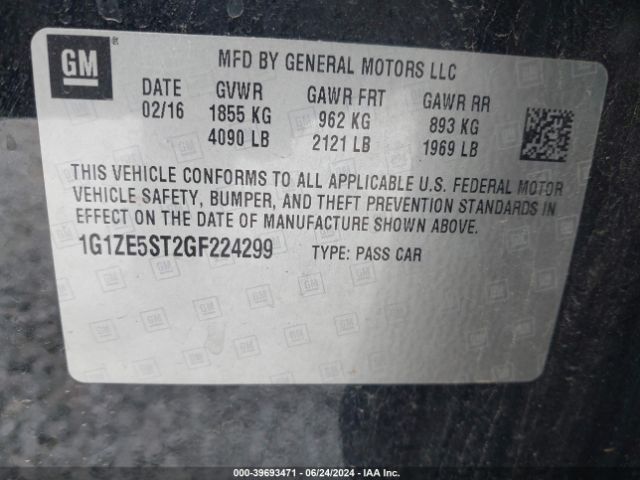 GM
MFD BY GENERAL MOTORS LLC
DATE GVWR GAWR FRT GAWR RR
02/16 1855 KG 962 KG 893 KG
4090 LB 2121 LB 1969 LB
THIS VEHICLE CONFORMS TO ALL APPLICABLE U.S. FEDERAL MOTOR
VEHICLE SAFETY, BUMPER, AND THEFT PREVENTION STANDARDS IN
EFFECT ON THE DATE OF MANUFACTURE SHOWN ABOVE.
1G1ZE5ST2GF224299 TYPE: PASS CAR
000-39693471 - 06/24/2024 - IAA Inc.